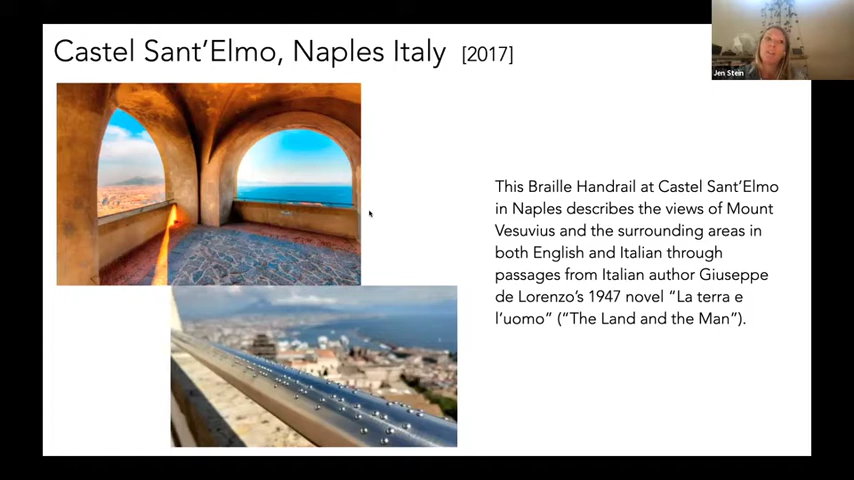 Castel Sant’Elmo, Naples Italy [2017]
Jen Stein
This Braille Handrail at Castel Sant’Elmo
in Naples describes the views of Mount
Vesuvius and the surrounding areas in
both English and Italian through
passages from Italian author Giuseppe
de Lorenzo’s 1947 novel “La terra e
l’uomo” (“The Land and the Man”).